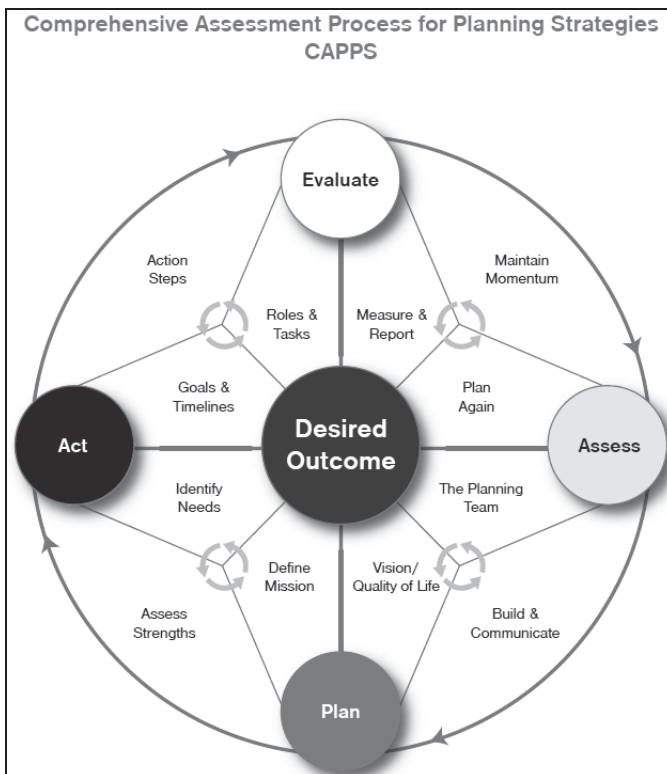 Comprehensive Assessment Process for Planning Strategies
CAPPS
Evaluate
Action
Steps
Maintain
Momentum
Roles &
Tasks
Measure &
Report
Goals &
Timelines
Plan
Again
Act
Desired
Outcome
Assess
Identify
Needs
The Planning
Team
Define
Mission
Vision/
Quality of Life
Assess
Strengths
Build &
Communicate
Plan